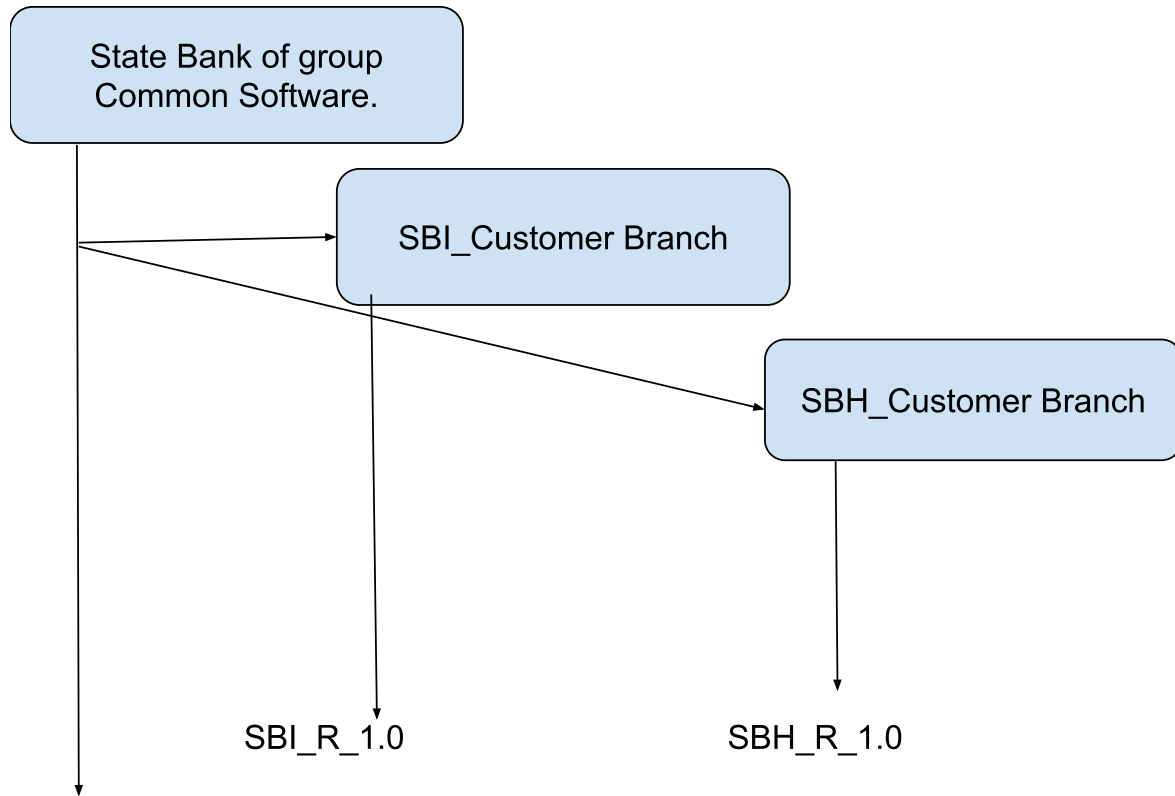 State Bank of group
Common Software.
SBI_Customer Branch
SBH_Customer Branch
SBI_R_1.0
SBH_R_1.0